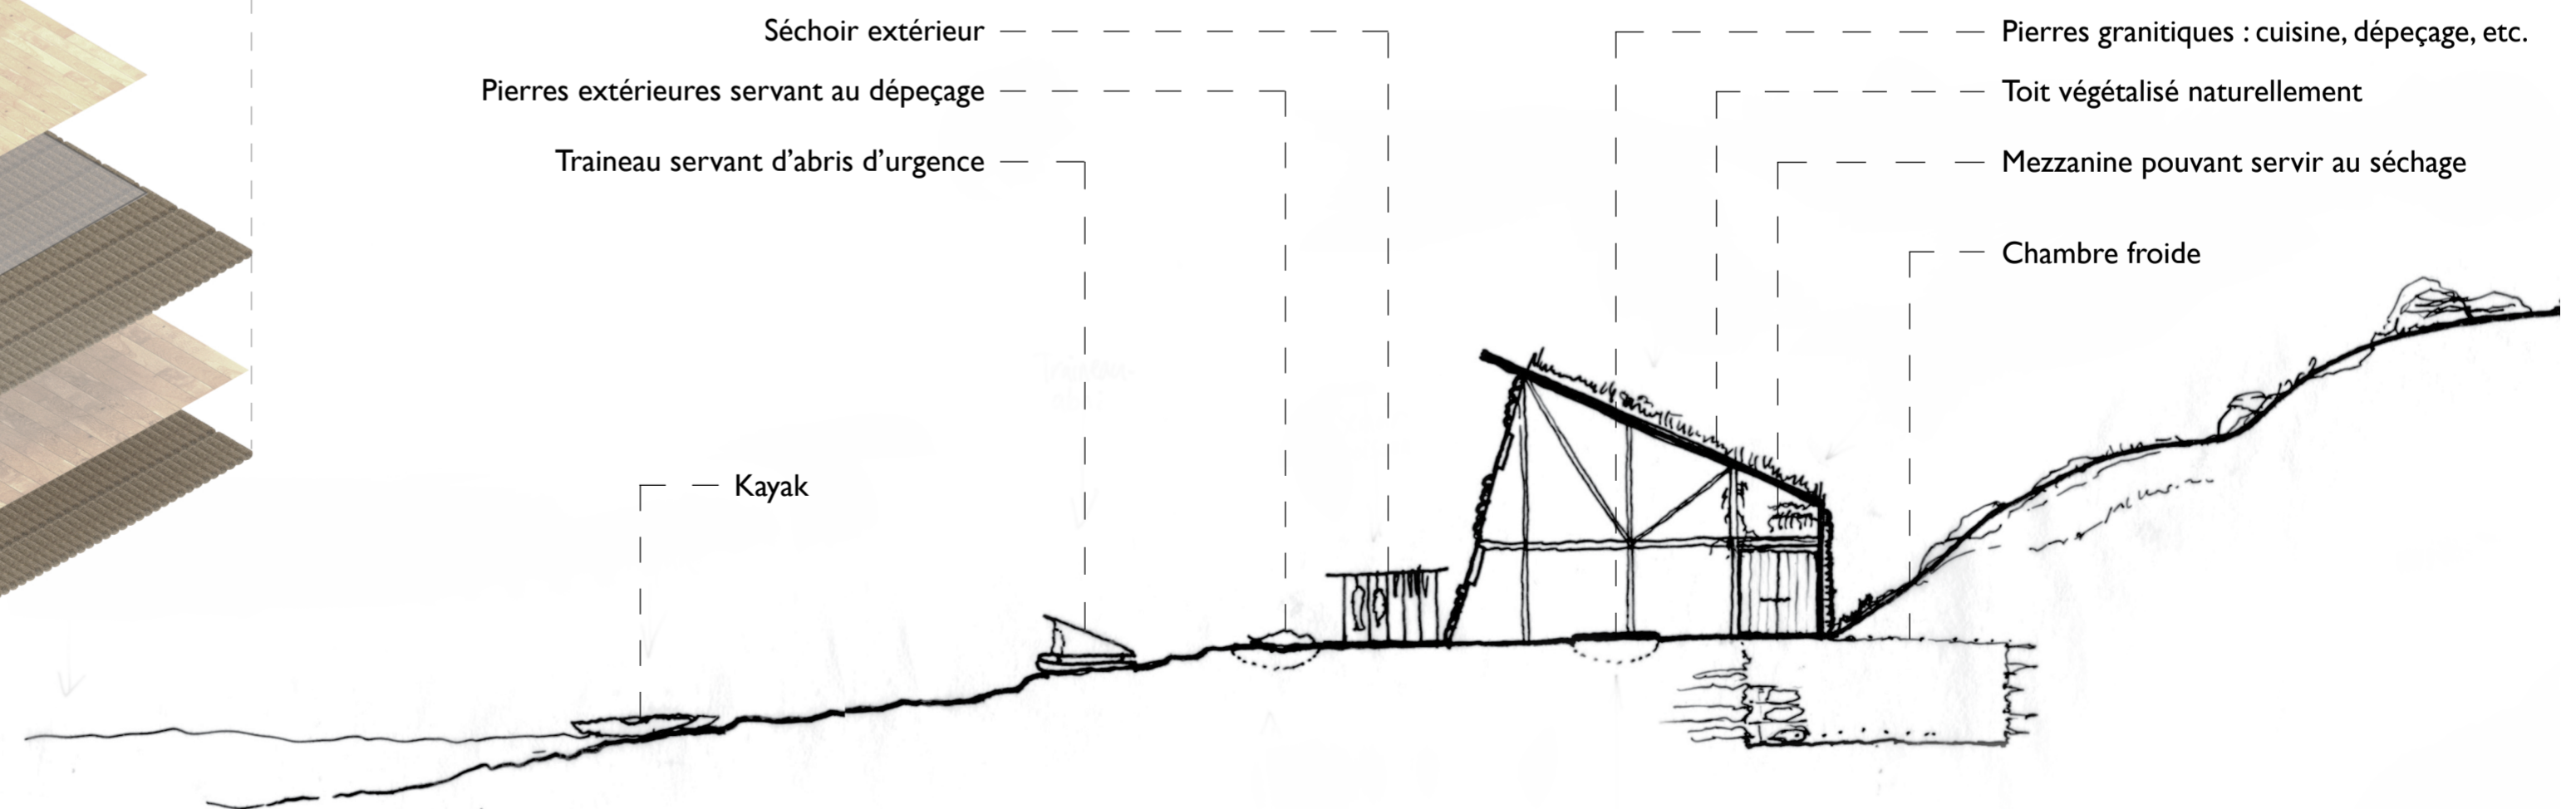 Séchoir extérieur
Pierres extérieures servant au dépeçage
Traineau servant d’abris d’urgence
Kayak
Pierres granitiques : cuisine, dépeçage, etc.
Toit végétalisé naturellement
Mezzanine pouvant servir au séchage
Chambre froide